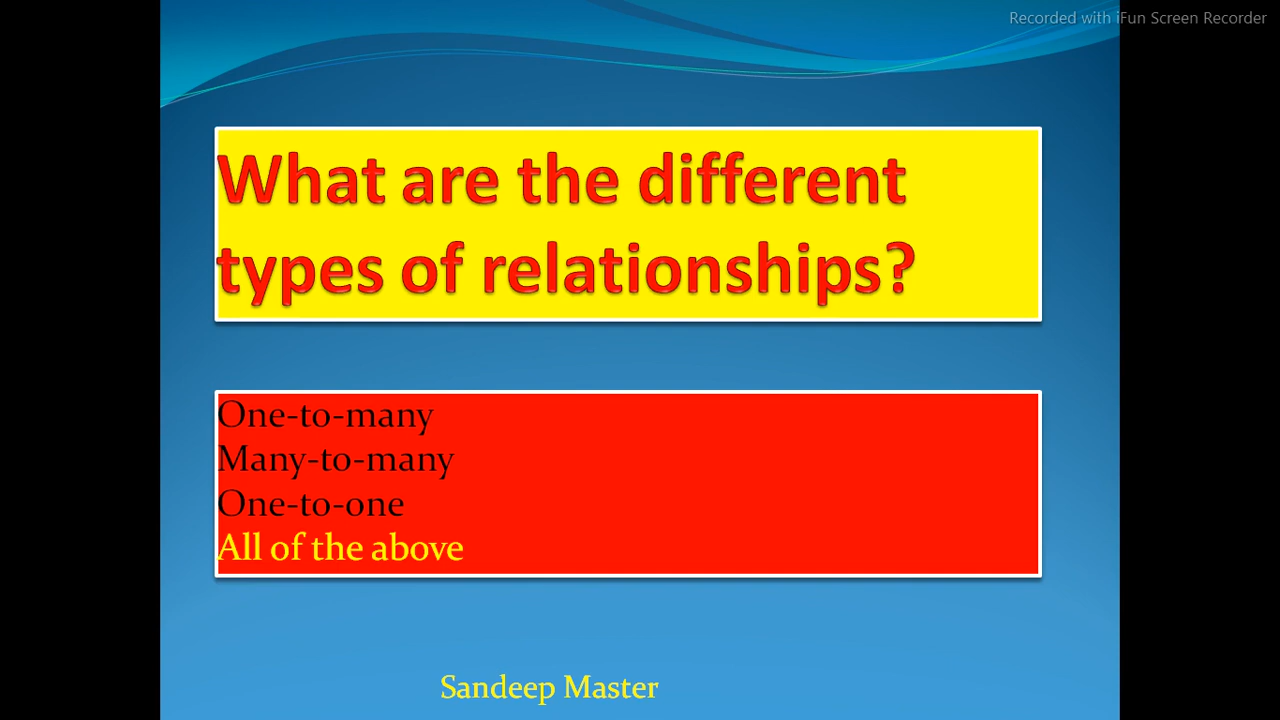 Recorded with iFun Screen Recorder
What are the different
types of relationships?
One-to-many
Many-to-many
One-to-one
All of the above
Sandeep Master